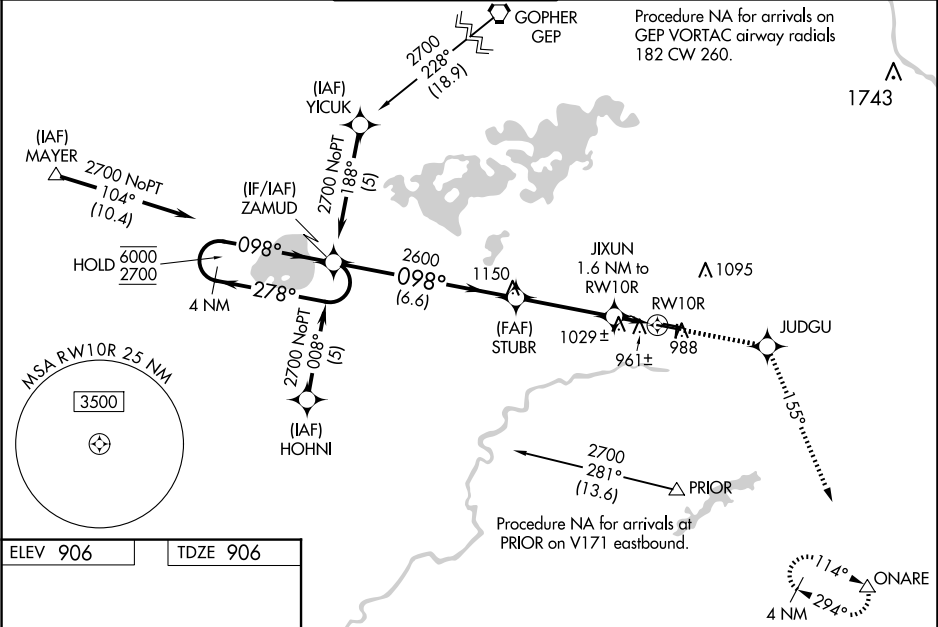 GOPHER
GEP
Procedure NA for arrivals on
GEP VORTAC airway radials
182 CW 260.
1743
2700
228°
(18.9)
(IAF)
YICUK
(IAF)
MAYER
2700 NoPT
104°
(10.4)
2700 NoPT
188°
(5)
(IF/IAF)
ZAMUD
HOLD 6000
2700
098°
278°
4 NM
2600
098°
(6.6)
1150
(FAF)
STUBR
JIXUN
1.6 NM to
RW10R
1095
RW10R
1029±
961±
988
JUDGU
155°
2700 NoPT
008°
(5)
(IAF)
HOHNI
MSA RW10R 25 NM
3500
2700
281°
(13.6)
PRIOR
Procedure NA for arrivals at
PRIOR on V171 eastbound.
ELEV 906
TDZE 906
114°
294°
4 NM
ONARE